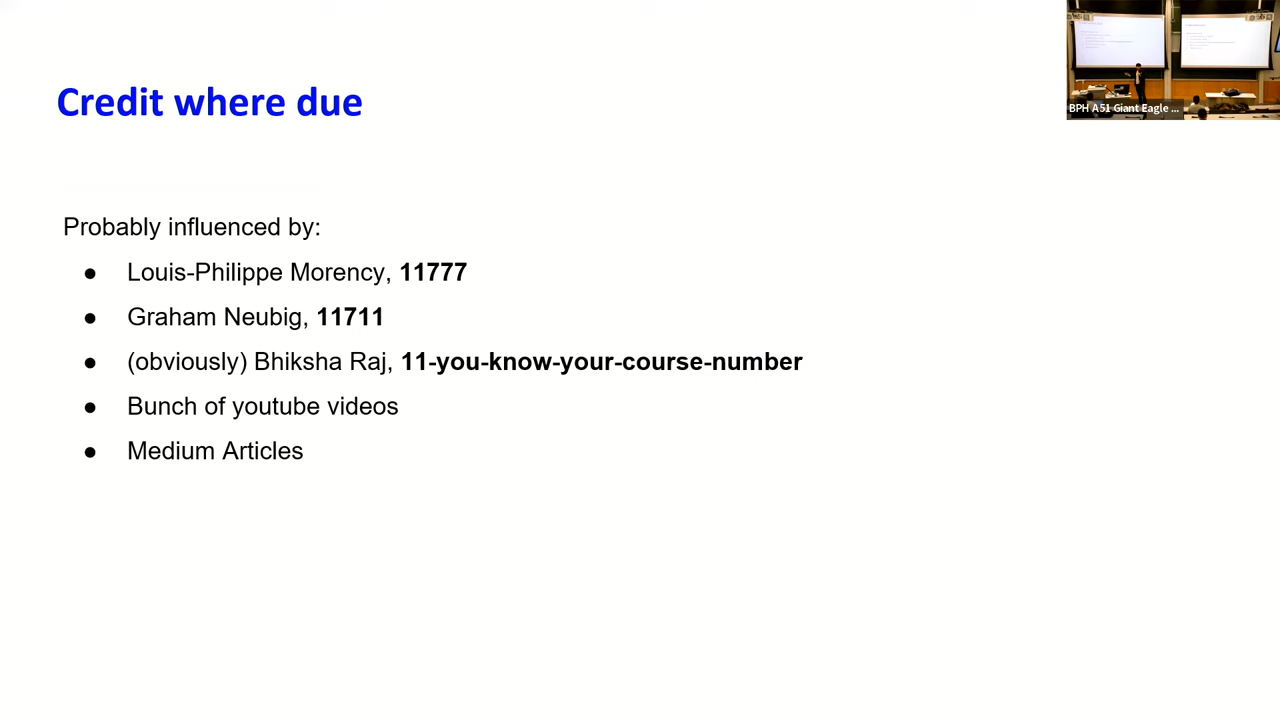 Credit where due
BPH A51 Giant Eagle ...
Probably influenced by:
● Louis-Philippe Morency, 11777
● Graham Neubig, 11711
● (obviously) Bhiksha Raj, 11-you-know-your-course-number
● Bunch of youtube videos
● Medium Articles